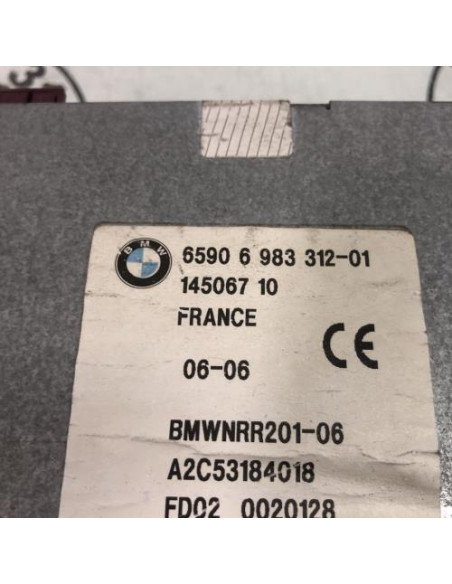 BMW
6590 6 983 312-01
145067 10
FRANCE
CE
06-06
BMWNRR201-06
A2C53184018
FD02 0020128